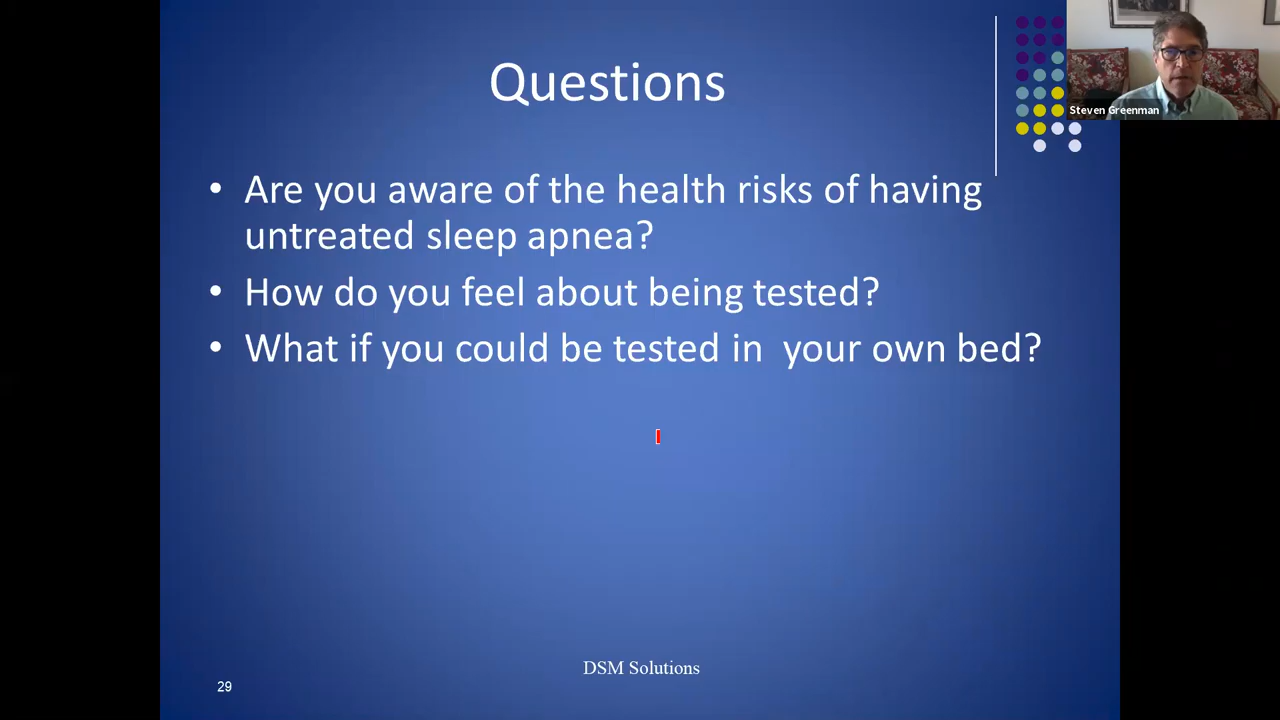 Questions
Steven Greenman
• Are you aware of the health risks of having
untreated sleep apnea?
• How do you feel about being tested?
• What if you could be tested in  your own bed?
DSM Solutions
29